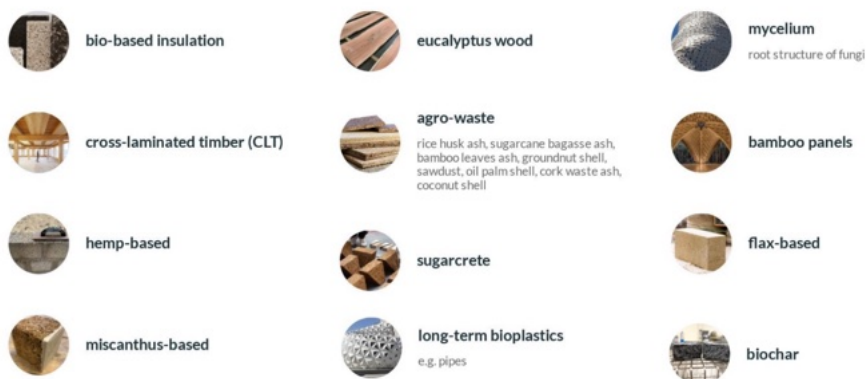 bio-based insulation
eucalyptus wood
mycelium
root structure of fungi
cross-laminated timber (CLT)
agro-waste
rice husk ash, sugarcane bagasse ash,
bamboo leaves ash, groundnut shell,
sawdust, oil palm shell, cork waste ash,
coconut shell
bamboo panels
hemp-based
sugarcrete
flax-based
miscanthus-based
long-term bioplastics
e.g. pipes
biochar